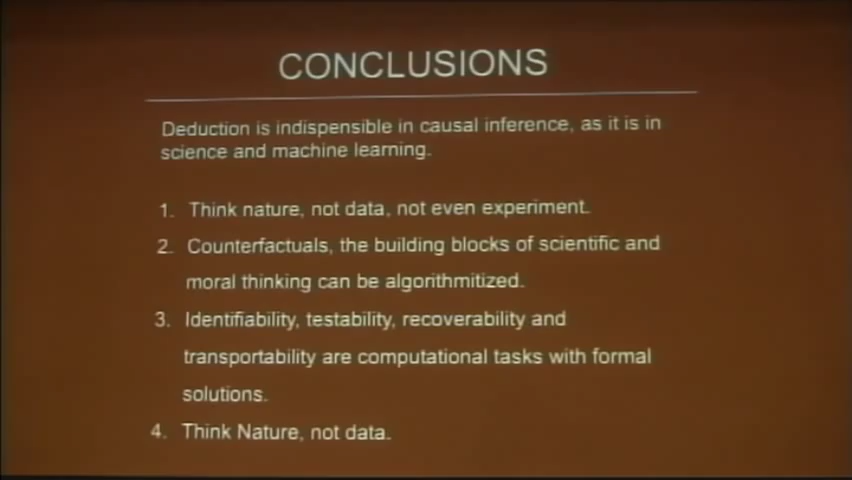 CONCLUSIONS
Deduction is indispensible in causal inference, as it is in
science and machine learning.
1. Think nature, not data, not even experiment.
2. Counterfactuals, the building blocks of scientific and
moral thinking can be algorithmitized.
3. Identifiability, testability, recoverability and
transportability are computational tasks with formal
solutions.
4. Think Nature, not data.